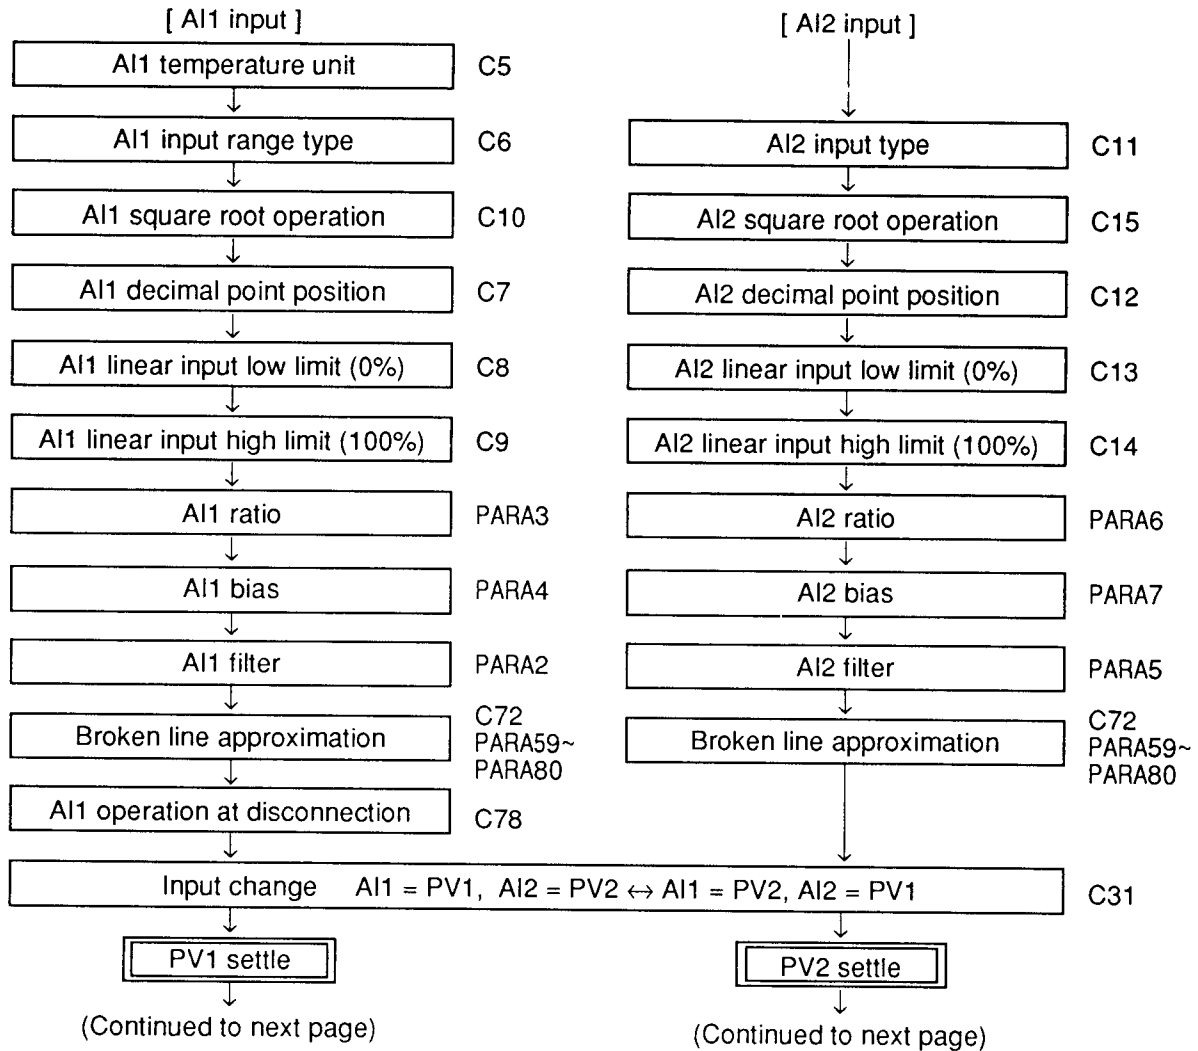 [ AI1 input ]
AI1 temperature unit C5
AI1 input range type C6
AI1 square root operation C10
AI1 decimal point position C7
AI1 linear input low limit (0%) C8
AI1 linear input high limit (100%) C9
AI1 ratio PARA3
AI1 bias PARA4
AI1 filter PARA2
Broken line approximation
C72
PARA59~
PARA80
AI1 operation at disconnection C78
[ AI2 input ]
AI2 input type C11
AI2 square root operation C15
AI2 decimal point position C12
AI2 linear input low limit (0%) C13
AI2 linear input high limit (100%) C14
AI2 ratio PARA6
AI2 bias PARA7
AI2 filter PARA5
Broken line approximation
C72
PARA59~
PARA80
Input change AI1 = PV1, AI2 = PV2 ↔ AI1 = PV2, AI2 = PV1 C31
PV1 settle
(Continued to next page)
PV2 settle
(Continued to next page)